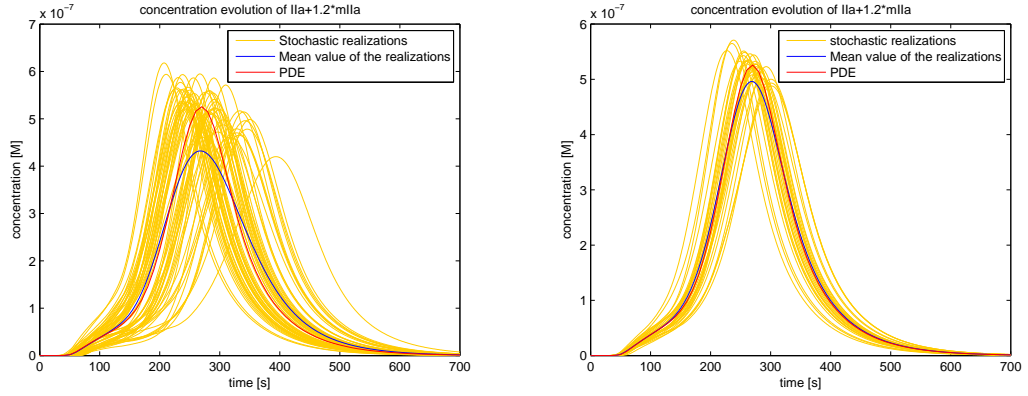 concentration evolution of IIa+1.2*mIIa
x 10⁻⁷
7
6
5
4
3
2
1
0
concentration [M]
Stochastic realizations
Mean value of the realizations
PDE
0 100 200 300 400 500 600 700
time [s]
concentration evolution of IIa+1.2*mIIa
x 10⁻⁷
6
5
4
3
2
1
0
concentration [M]
stochastic realizations
Mean value of the realizations
PDE
0 100 200 300 400 500 600 700
time [s]